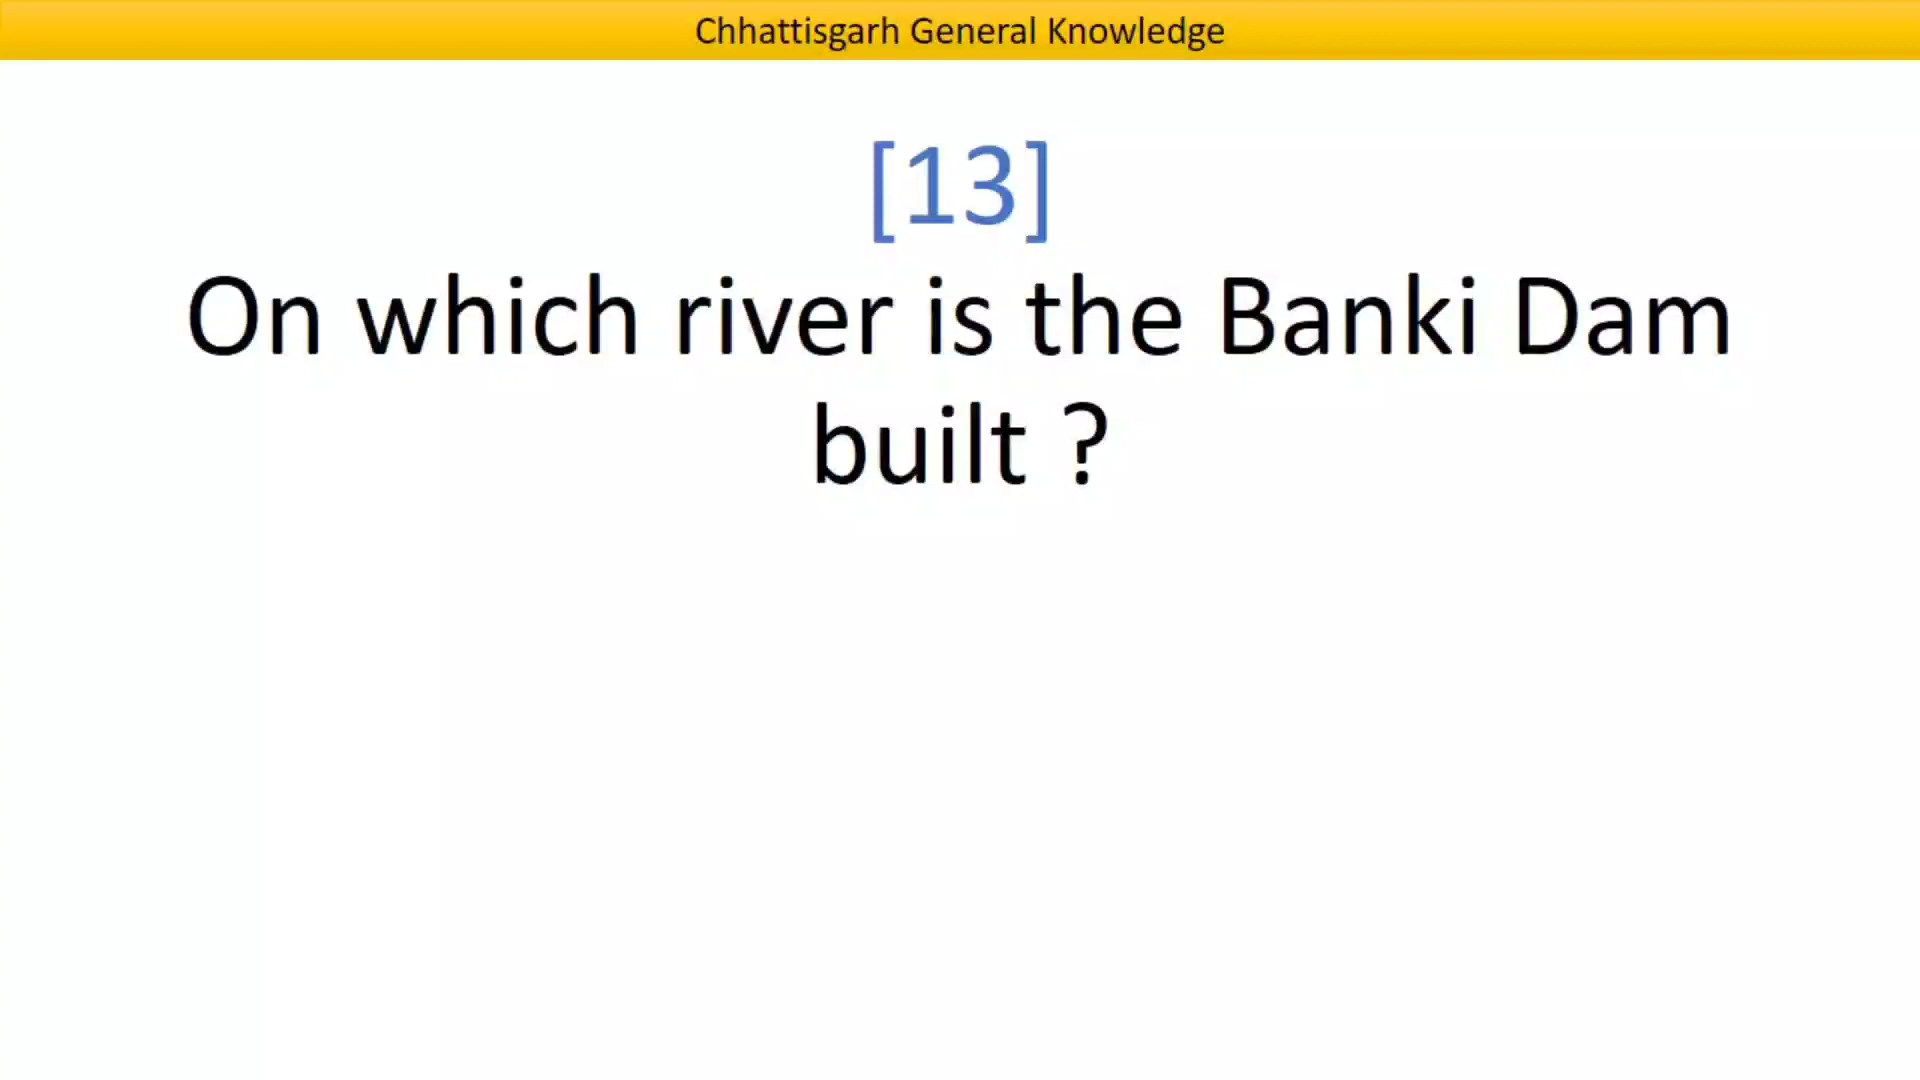 Chhattisgarh General Knowledge
[13]
On which river is the Banki Dam
built ?